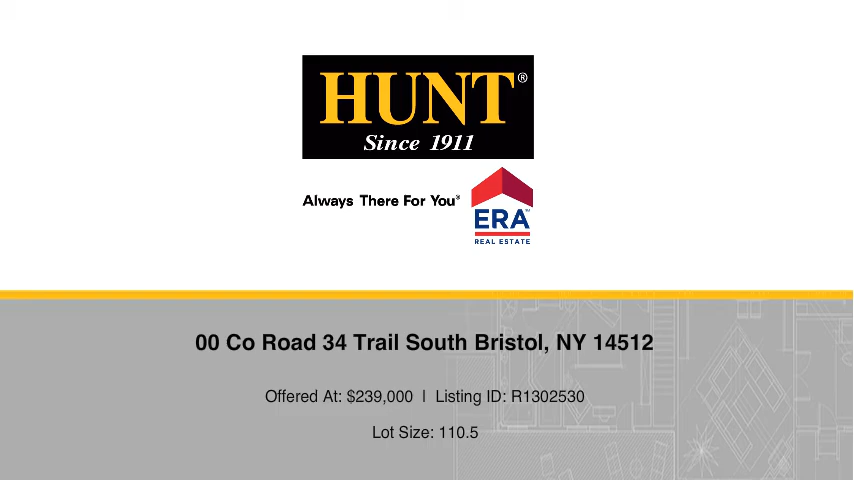 HUNT®
Since 1911
Always There For You®
ERA™
REAL ESTATE
00 Co Road 34 Trail South Bristol, NY 14512
Offered At: $239,000 | Listing ID: R1302530
Lot Size: 110.5